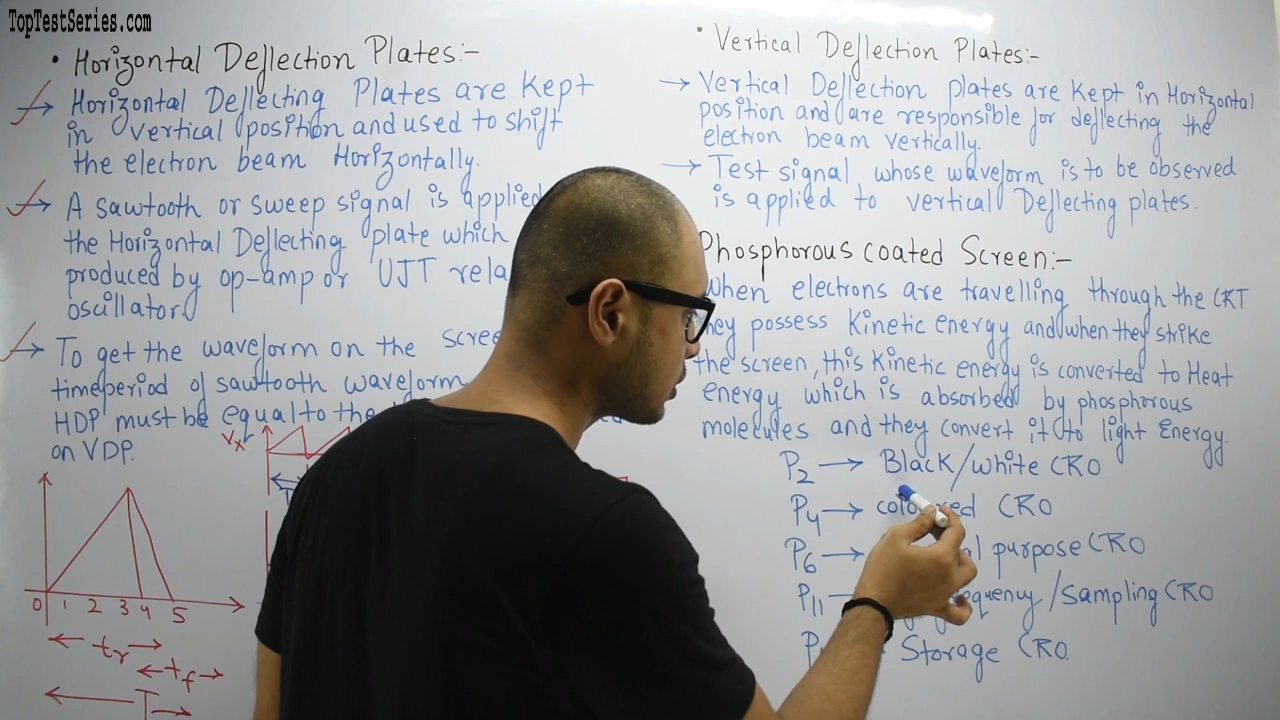 TopTestSeries.com
• Horizontal Deflection Plates:-
→ Horizontal Deflecting Plates are Kept
in vertical position and used to shift
the electron beam Horizontally.
→ A sawtooth or sweep signal is applied
the Horizontal Deflecting plate which
produced by op-amp or UJT
oscillator.
→ To get the waveform on the
timeperiod of sawtooth waveform
HDP must be equal to the
on VDP.
Vx
0 1 2 3 4 5
tr
tf
T
• Vertical Deflection Plates:-
→ Vertical Deflection plates are Kept in Horizontal
position and are responsible for deflecting the
electron beam vertically.
→ Test signal whose waveform is to be observed
is applied to vertical Deflecting plates.
Phosphorous coated Screen:-
When electrons are travelling through the CRT
they possess Kinetic energy and when they strike
the screen, this Kinetic energy is converted to Heat
energy which is absorbed by phosphorous
molecules and they convert it to light Energy.
P2 → Black/white CRO
P4 → coloured CRO
P6 → purpose CRO
P11 → /Sampling CRO
Storage CRO.